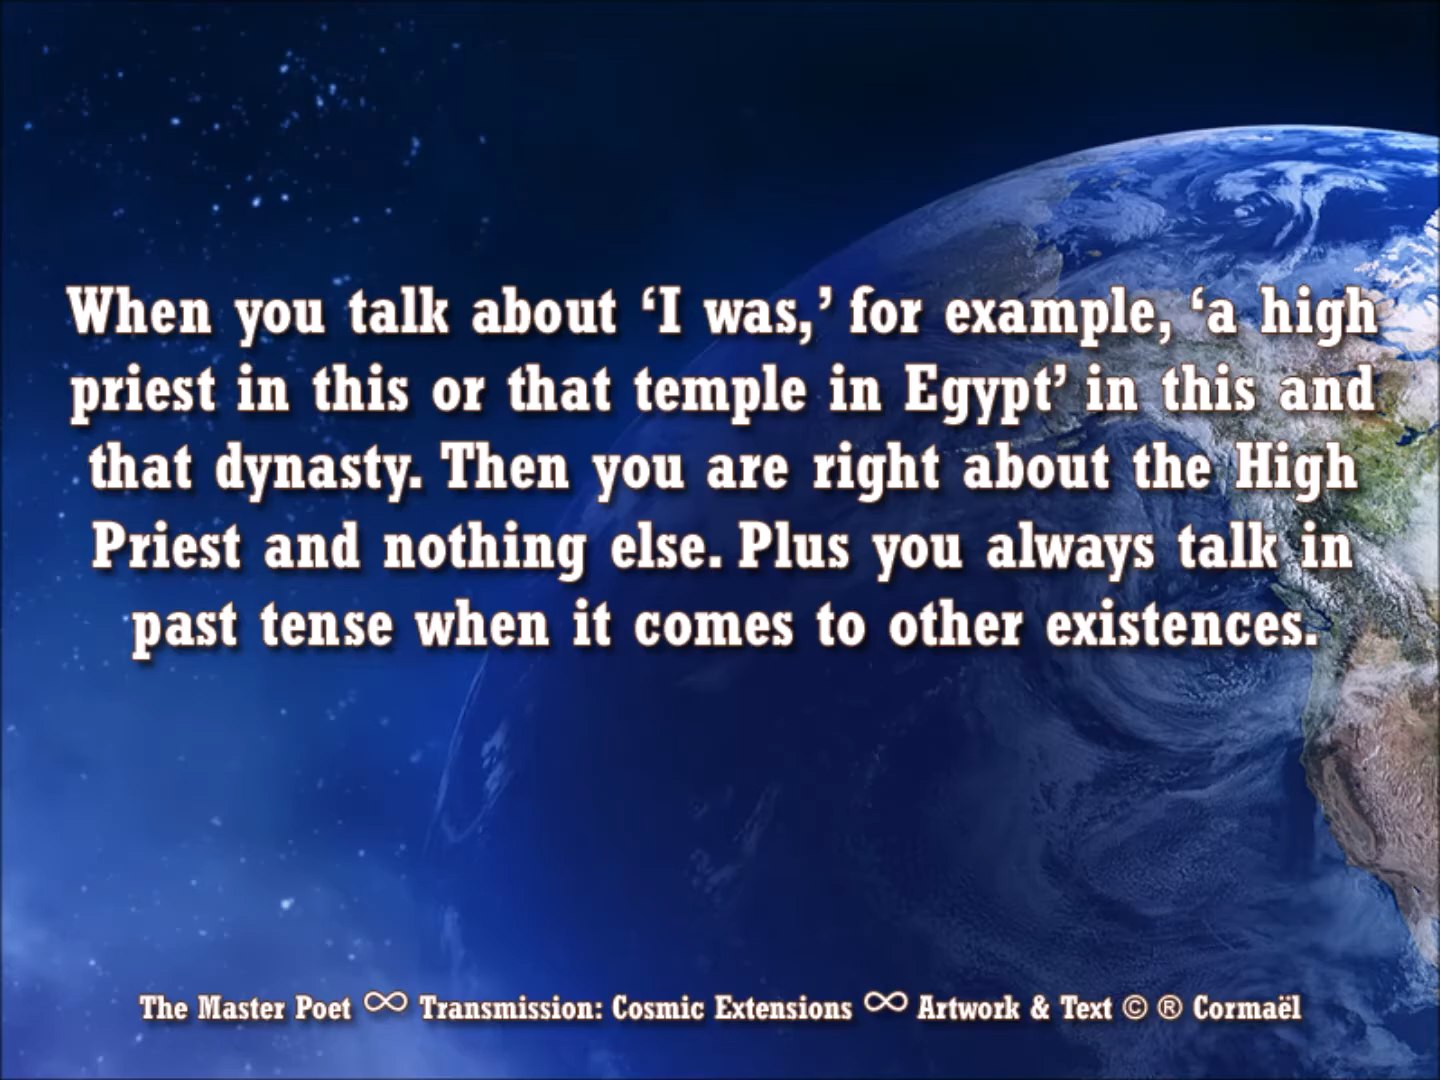 When you talk about ‘I was,’ for example, ‘a high
priest in this or that temple in Egypt’ in this and
that dynasty. Then you are right about the High
Priest and nothing else. Plus you always talk in
past tense when it comes to other existences.
The Master Poet ∞ Transmission: Cosmic Extensions ∞ Artwork & Text © ® Cormaël